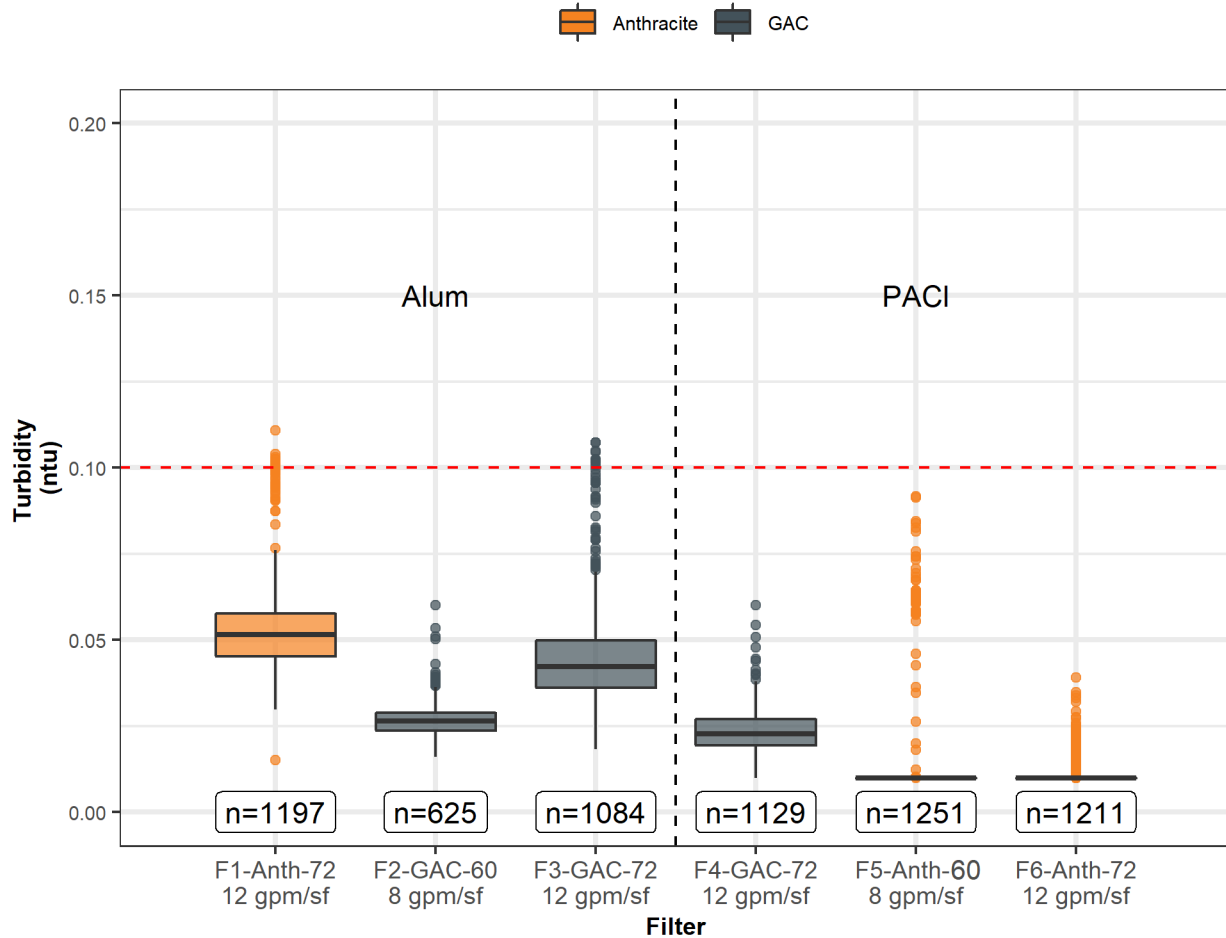 Anthracite GAC
0.20
0.15
0.10
0.05
0.00
Turbidity
(ntu)
Alum PACl
n=1197 n=625 n=1084 n=1129 n=1251 n=1211
F1-Anth-72 F2-GAC-60 F3-GAC-72 F4-GAC-72 F5-Anth-60 F6-Anth-72
12 gpm/sf 8 gpm/sf 12 gpm/sf 12 gpm/sf 8 gpm/sf 12 gpm/sf
Filter